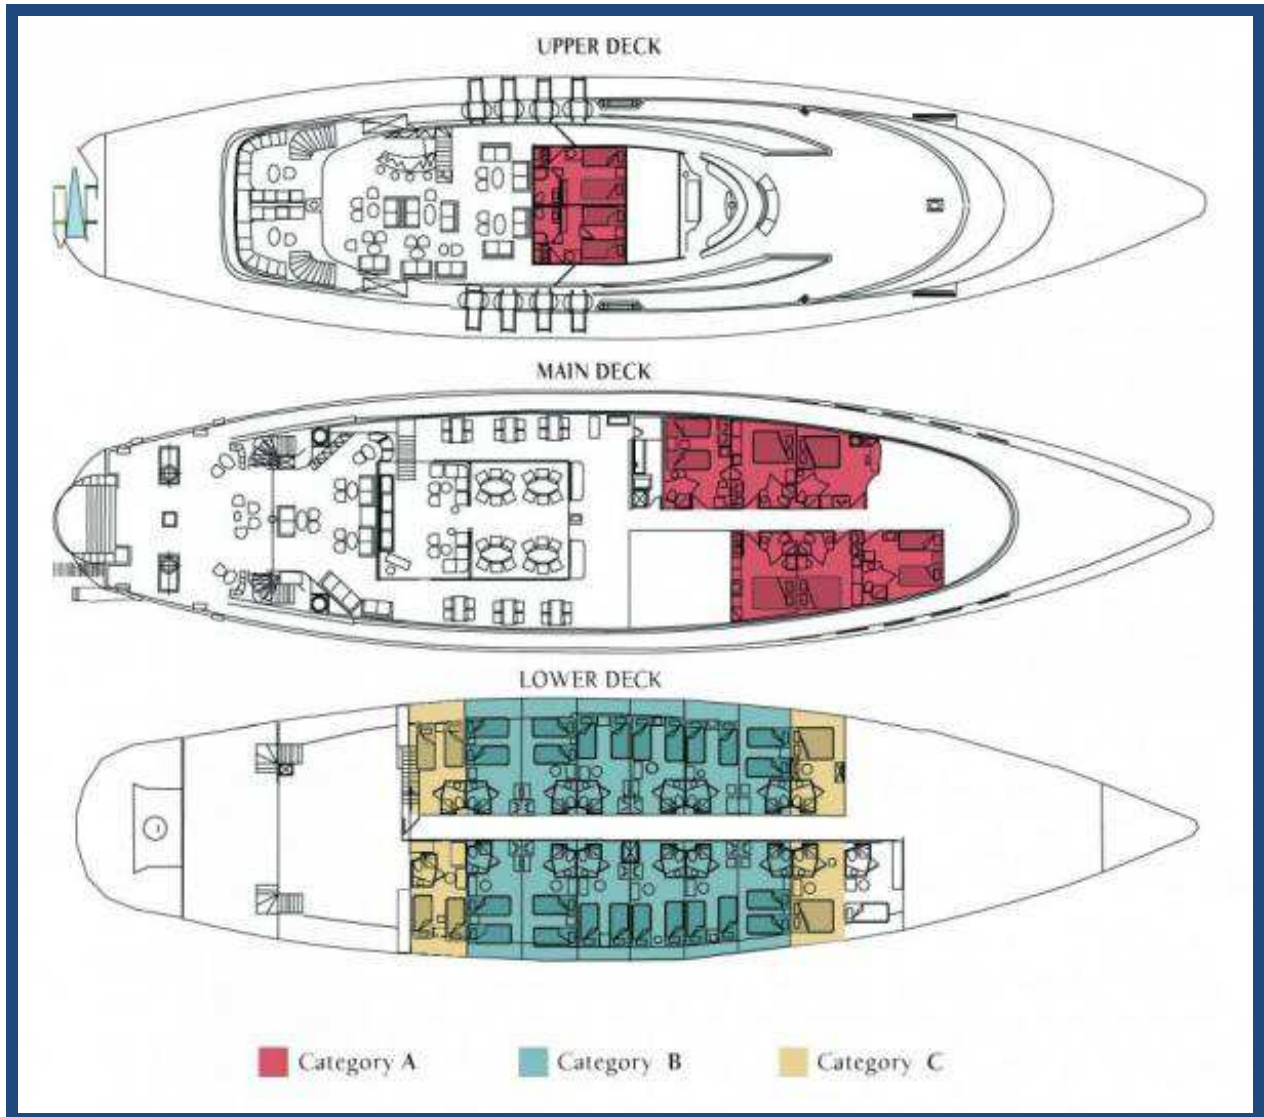 UPPER DECK
MAIN DECK
LOWER DECK
Category A
Category B
Category C